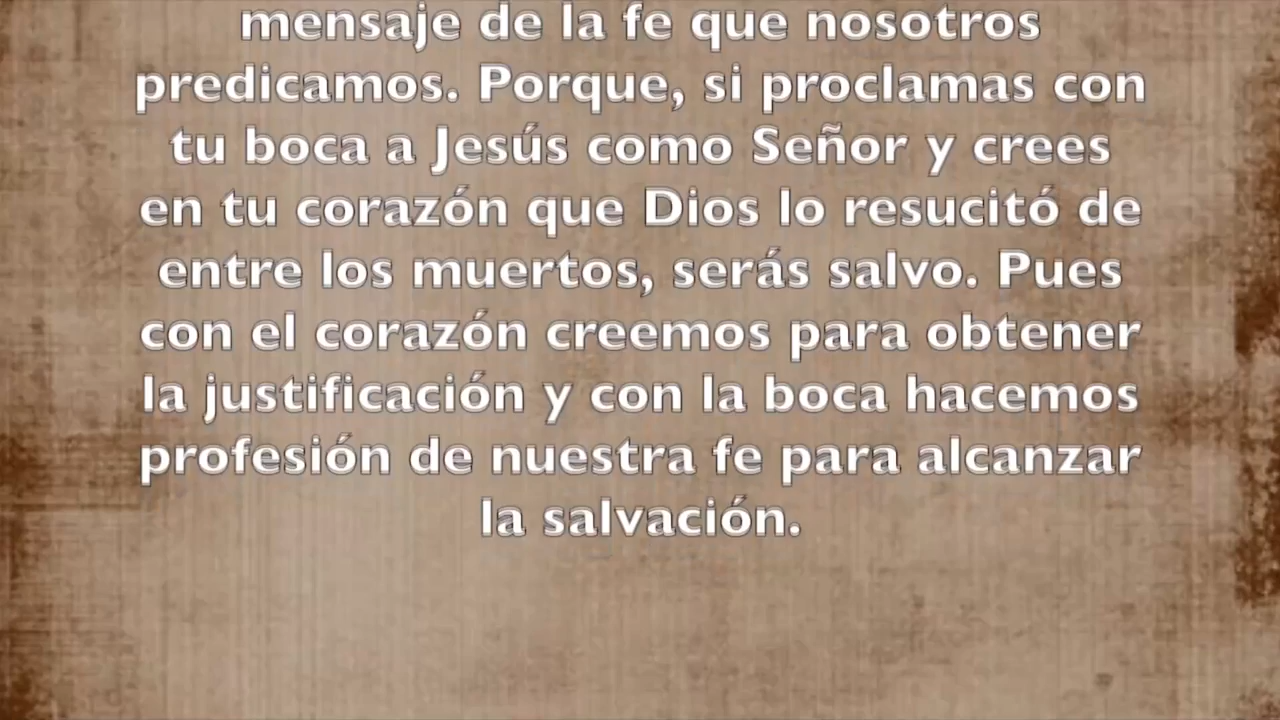 mensaje de la fe que nosotros
predicamos. Porque, si proclamas con
tu boca a Jesús como Señor y crees
en tu corazón que Dios lo resucitó de
entre los muertos, serás salvo. Pues
con el corazón creemos para obtener
la justificación y con la boca hacemos
profesión de nuestra fe para alcanzar
la salvación.